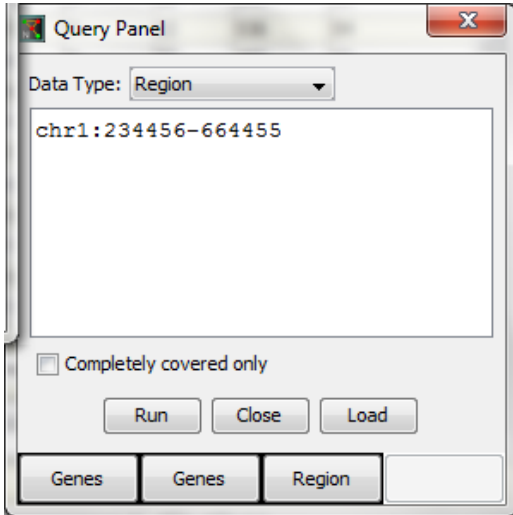 Query Panel
Data Type: Region
chr1:234456-664455
Completely covered only
Run Close Load
Genes Genes Region